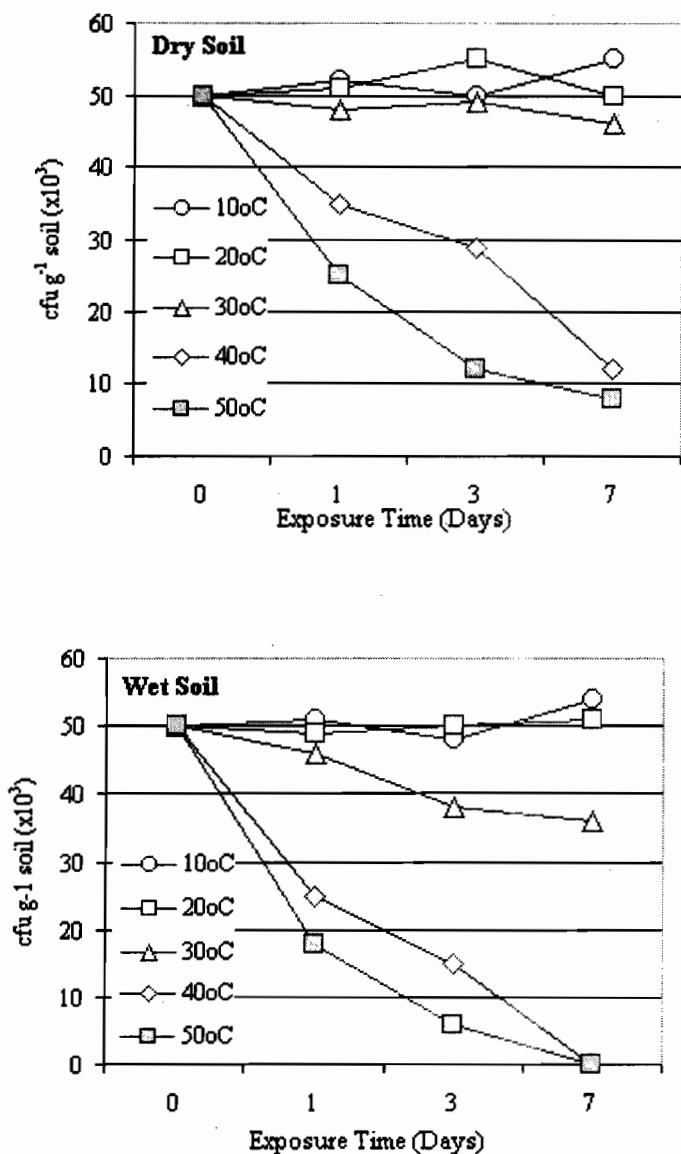 Dry Soil
60
50
40
30
20
10
0
cfu g⁻¹ soil (x10³)
10oC
20oC
30oC
40oC
50oC
0 1 3 7
Exposure Time (Days)
Wet Soil
60
50
40
30
20
10
0
cfu g-1 soil (x10³)
10oC
20oC
30oC
40oC
50oC
0 1 3 7
Exposure Time (Days)